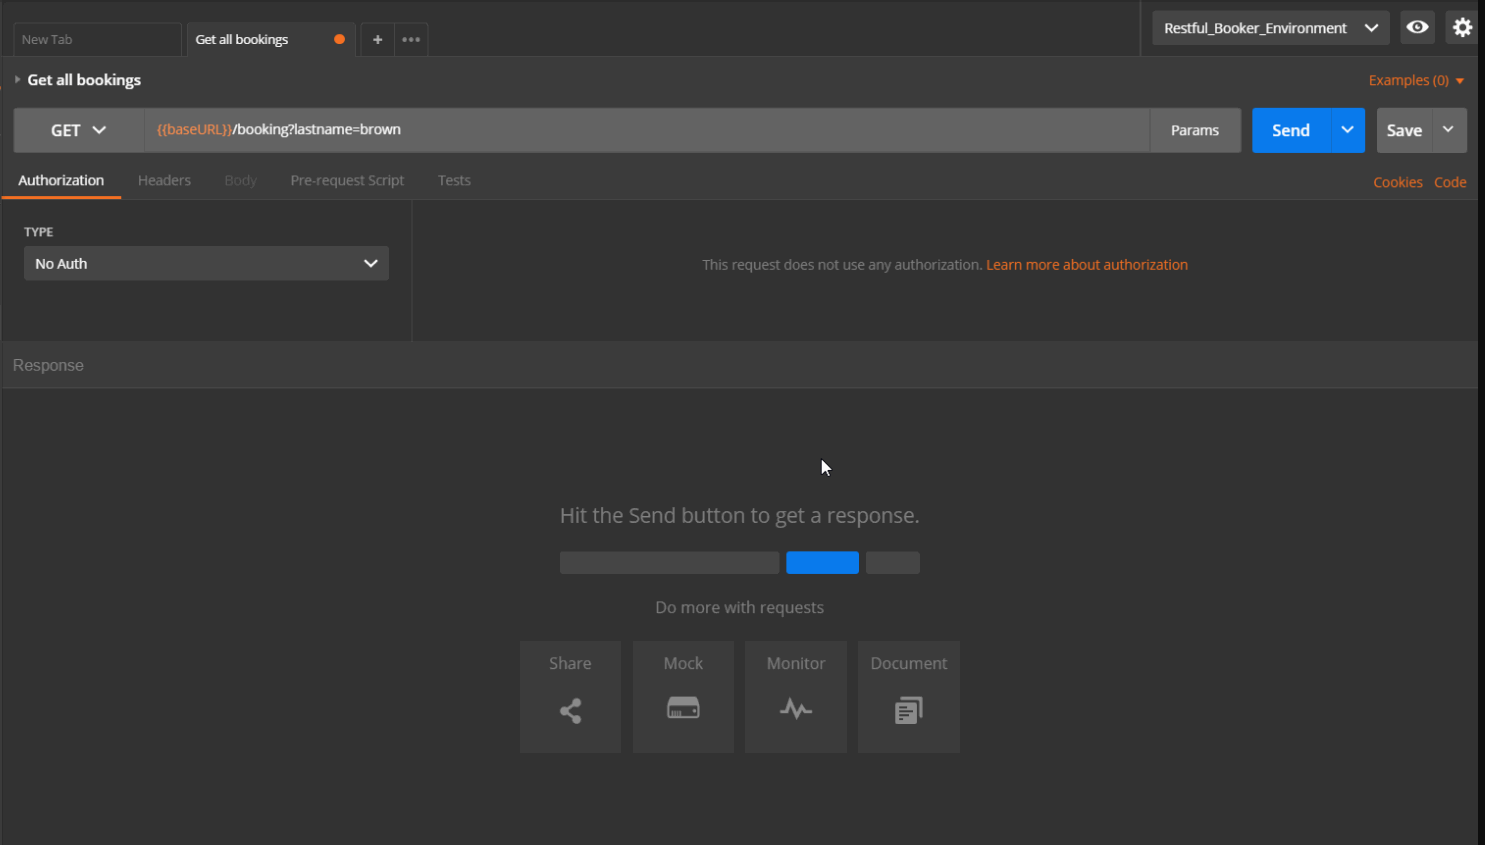 New Tab
Get all bookings
Restful_Booker_Environment
Get all bookings
Examples (0)
GET
{{baseURL}}/booking?lastname=brown
Params
Send
Save
Authorization
Headers
Body
Pre-request Script
Tests
Cookies
Code
TYPE
No Auth
This request does not use any authorization. Learn more about authorization
Response
Hit the Send button to get a response.
Do more with requests
Share
Mock
Monitor
Document